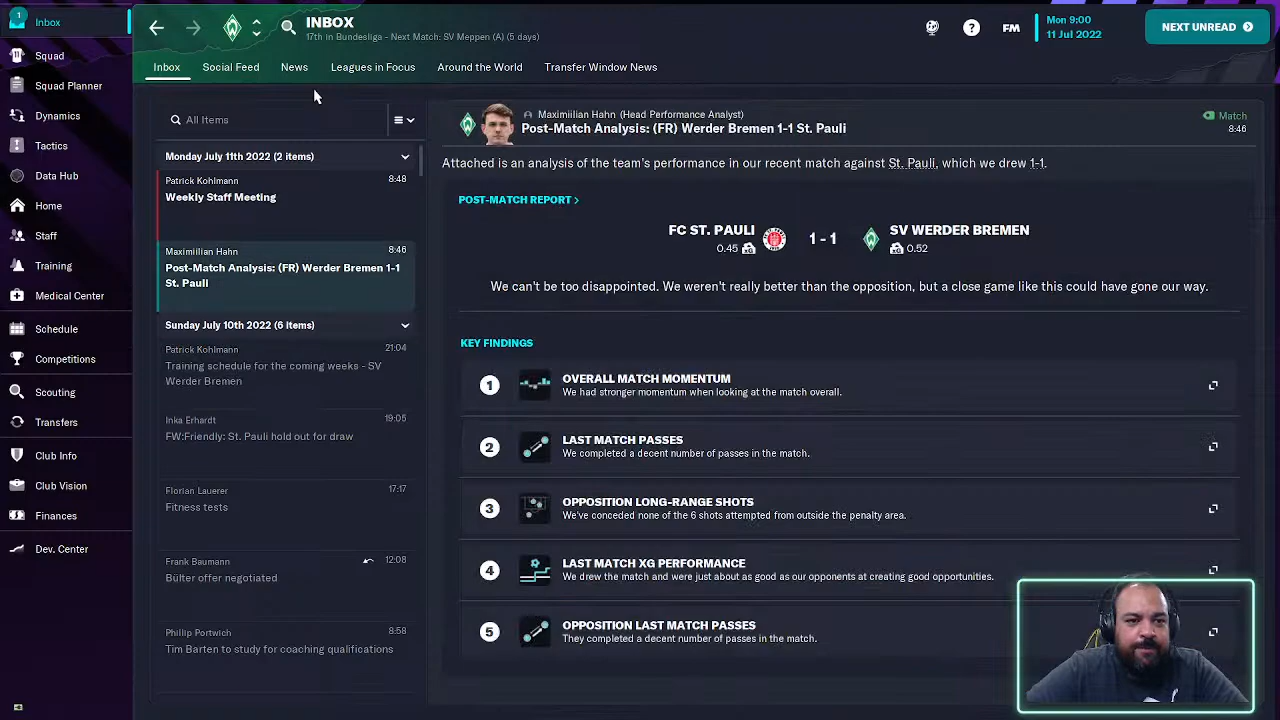 1
Inbox
Squad
Squad Planner
Dynamics
Tactics
Data Hub
Home
Staff
Training
Medical Center
Schedule
Competitions
Scouting
Transfers
Club Info
Club Vision
Finances
Dev. Center
INBOX
17th in Bundesliga - Next Match: SV Meppen (A) (5 days)
?
FM
Mon 9:00
11 Jul 2022
NEXT UNREAD
Inbox
Social Feed
News
Leagues in Focus
Around the World
Transfer Window News
All Items
Monday July 11th 2022 (2 items)
Patrick Kohlmann 8:48
Weekly Staff Meeting
Maximilian Hahn 8:46
Post-Match Analysis: (FR) Werder Bremen 1-1
St. Pauli
Sunday July 10th 2022 (6 Items)
Patrick Kohlmann 21:04
Training schedule for the coming weeks - SV
Werder Bremen
Inka Erhardt 19:05
FW:Friendly: St. Pauli hold out for draw
Florian Lauerer 17:17
Fitness tests
Frank Baumann 12:08
Bülter offer negotiated
Phillip Portwich 8:58
Tim Barten to study for coaching qualifications
Maximilian Hahn (Head Performance Analyst)
Post-Match Analysis: (FR) Werder Bremen 1-1 St. Pauli
Match
8:46
Attached is an analysis of the team's performance in our recent match against St. Pauli, which we drew 1-1.
POST-MATCH REPORT >
FC ST. PAULI 1 - 1 SV WERDER BREMEN
0.45 0.52
We can't be too disappointed. We weren't really better than the opposition, but a close game like this could have gone our way.
KEY FINDINGS
1 OVERALL MATCH MOMENTUM
We had stronger momentum when looking at the match overall.
2 LAST MATCH PASSES
We completed a decent number of passes in the match.
3 OPPOSITION LONG-RANGE SHOTS
We've conceded none of the 6 shots attempted from outside the penalty area.
4 LAST MATCH XG PERFORMANCE
We drew the match and were just about as good as our opponents at creating good opportunities.
5 OPPOSITION LAST MATCH PASSES
They completed a decent number of passes in the match.